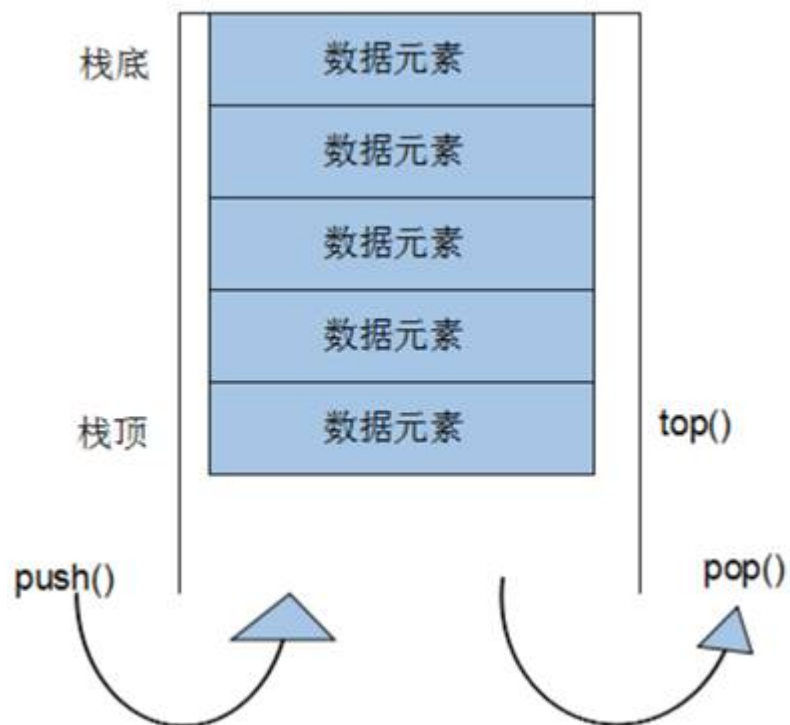 栈底
数据元素
数据元素
数据元素
数据元素
栈顶
数据元素
top()
push()
pop()